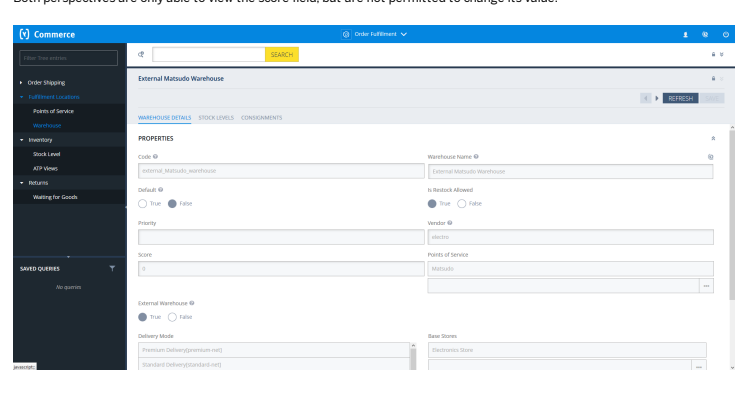 Both perspectives are only able to view the score field, but are not permitted to change its value.
(Y) Commerce
Order Fulfillment
Filter Tree entries
SEARCH
Order Shipping
Fulfillment Locations
Points of Service
Warehouse
Inventory
Stock Level
ATP Views
Returns
Waiting for Goods
SAVED QUERIES
No queries
javascript:;
External Matsudo Warehouse
REFRESH
SAVE
WAREHOUSE DETAILS STOCK LEVELS CONSIGNMENTS
PROPERTIES
Code
Warehouse Name
external_Matsudo_warehouse
External Matsudo Warehouse
Default
Is Restock Allowed
True False
True False
Priority
Vendor
electro
Score
Points of Service
0
Matsudo
...
External Warehouse
True False
Delivery Mode
Base Stores
Premium Delivery[premium-net]
Electronics Store
Standard Delivery[standard-net]
...